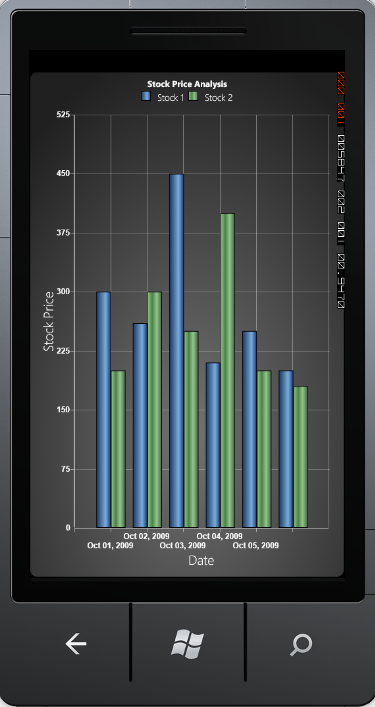 Stock Price Analysis
Stock 1 Stock 2
525
450
375
300
225
150
75
0
Stock Price
Oct 02, 2009 Oct 04, 2009
Oct 01, 2009 Oct 03, 2009 Oct 05, 2009
Date